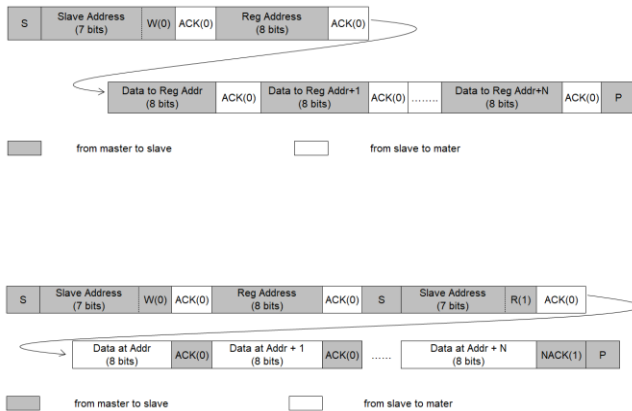 S Slave Address (7 bits) W(0) ACK(0) Reg Address (8 bits) ACK(0)
Data to Reg Addr (8 bits) ACK(0) Data to Reg Addr+1 (8 bits) ACK(0) ........ Data to Reg Addr+N (8 bits) ACK(0) P
from master to slave from slave to mater
S Slave Address (7 bits) W(0) ACK(0) Reg Address (8 bits) ACK(0) S Slave Address (7 bits) R(1) ACK(0)
Data at Addr (8 bits) ACK(0) Data at Addr + 1 (8 bits) ACK(0) ...... Data at Addr + N (8 bits) NACK(1) P
from master to slave from slave to mater